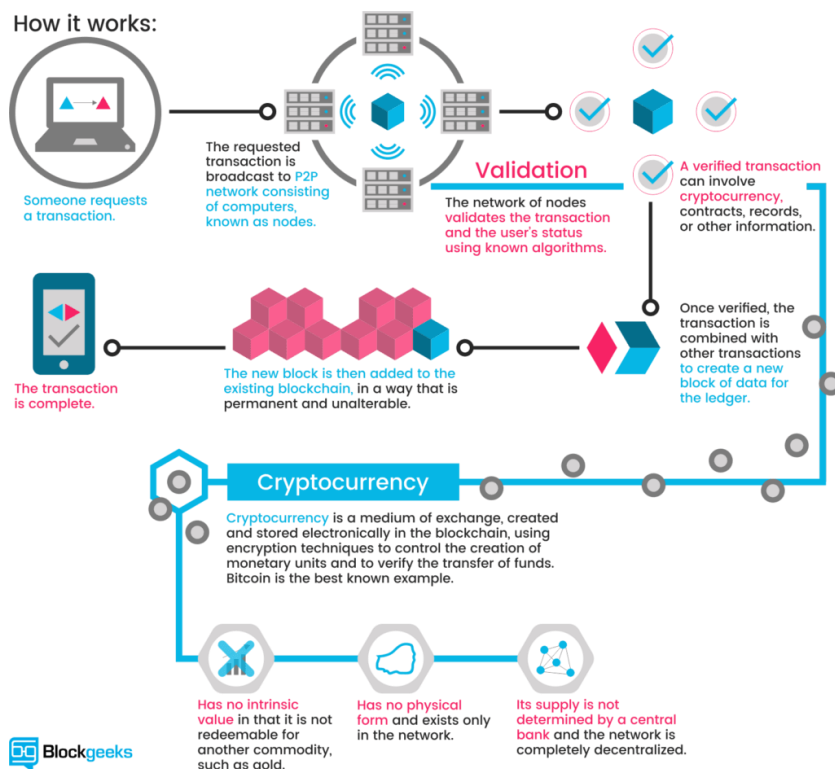 How it works:
Someone requests
a transaction.
The requested
transaction is
broadcast to P2P
network consisting
of computers,
known as nodes.
Validation
The network of nodes
validates the transaction
and the user's status
using known algorithms.
A verified transaction
can involve
cryptocurrency,
contracts, records,
or other information.
Once verified, the
transaction is
combined with
other transactions
to create a new
block of data for
the ledger.
The new block is then added to the
existing blockchain, in a way that is
permanent and unalterable.
The transaction
is complete.
Cryptocurrency
Cryptocurrency is a medium of exchange, created
and stored electronically in the blockchain, using
encryption techniques to control the creation of
monetary units and to verify the transfer of funds.
Bitcoin is the best known example.
Has no intrinsic
value in that it is not
redeemable for
another commodity,
such as gold.
Has no physical
form and exists only
in the network.
Its supply is not
determined by a central
bank and the network is
completely decentralized.
Blockgeeks